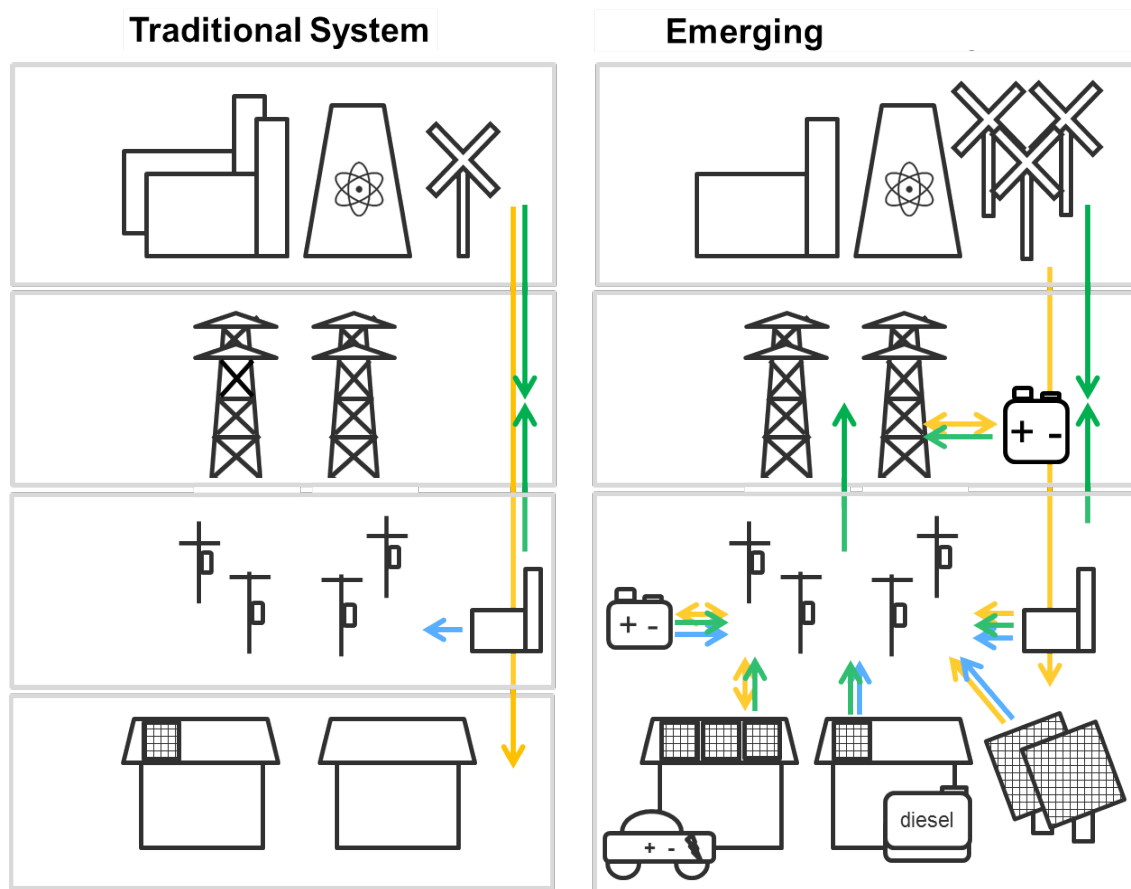 Traditional System
Emerging
+ -
+ -
+ -
diesel